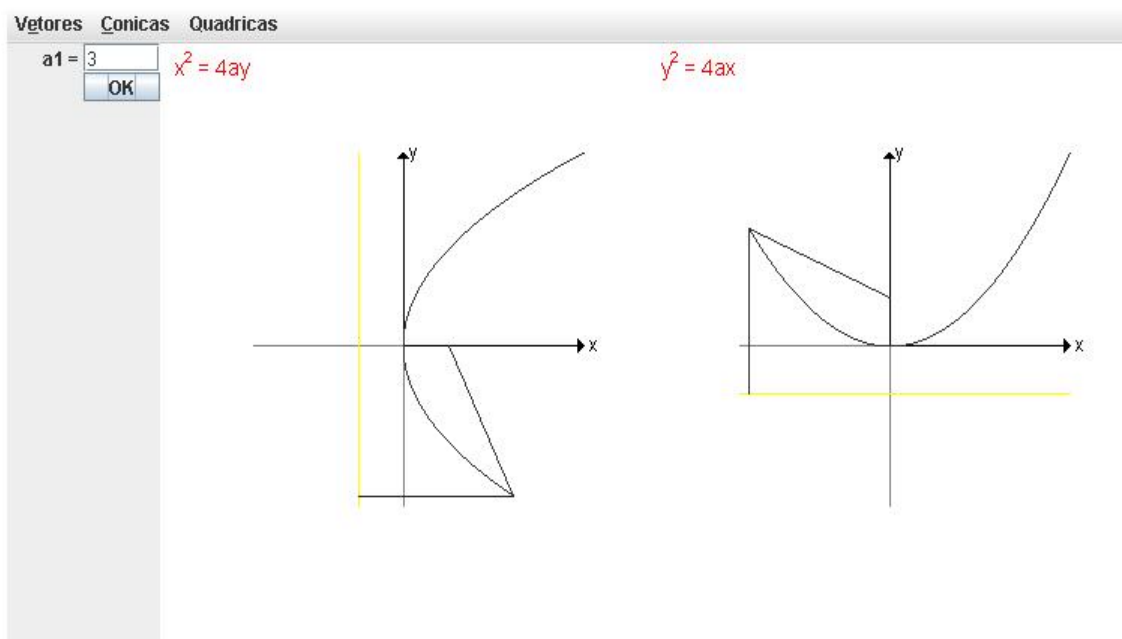 Vetores Conicas Quadricas
a1 = 3
OK
x² = 4ay
y² = 4ax
y
x
y
x